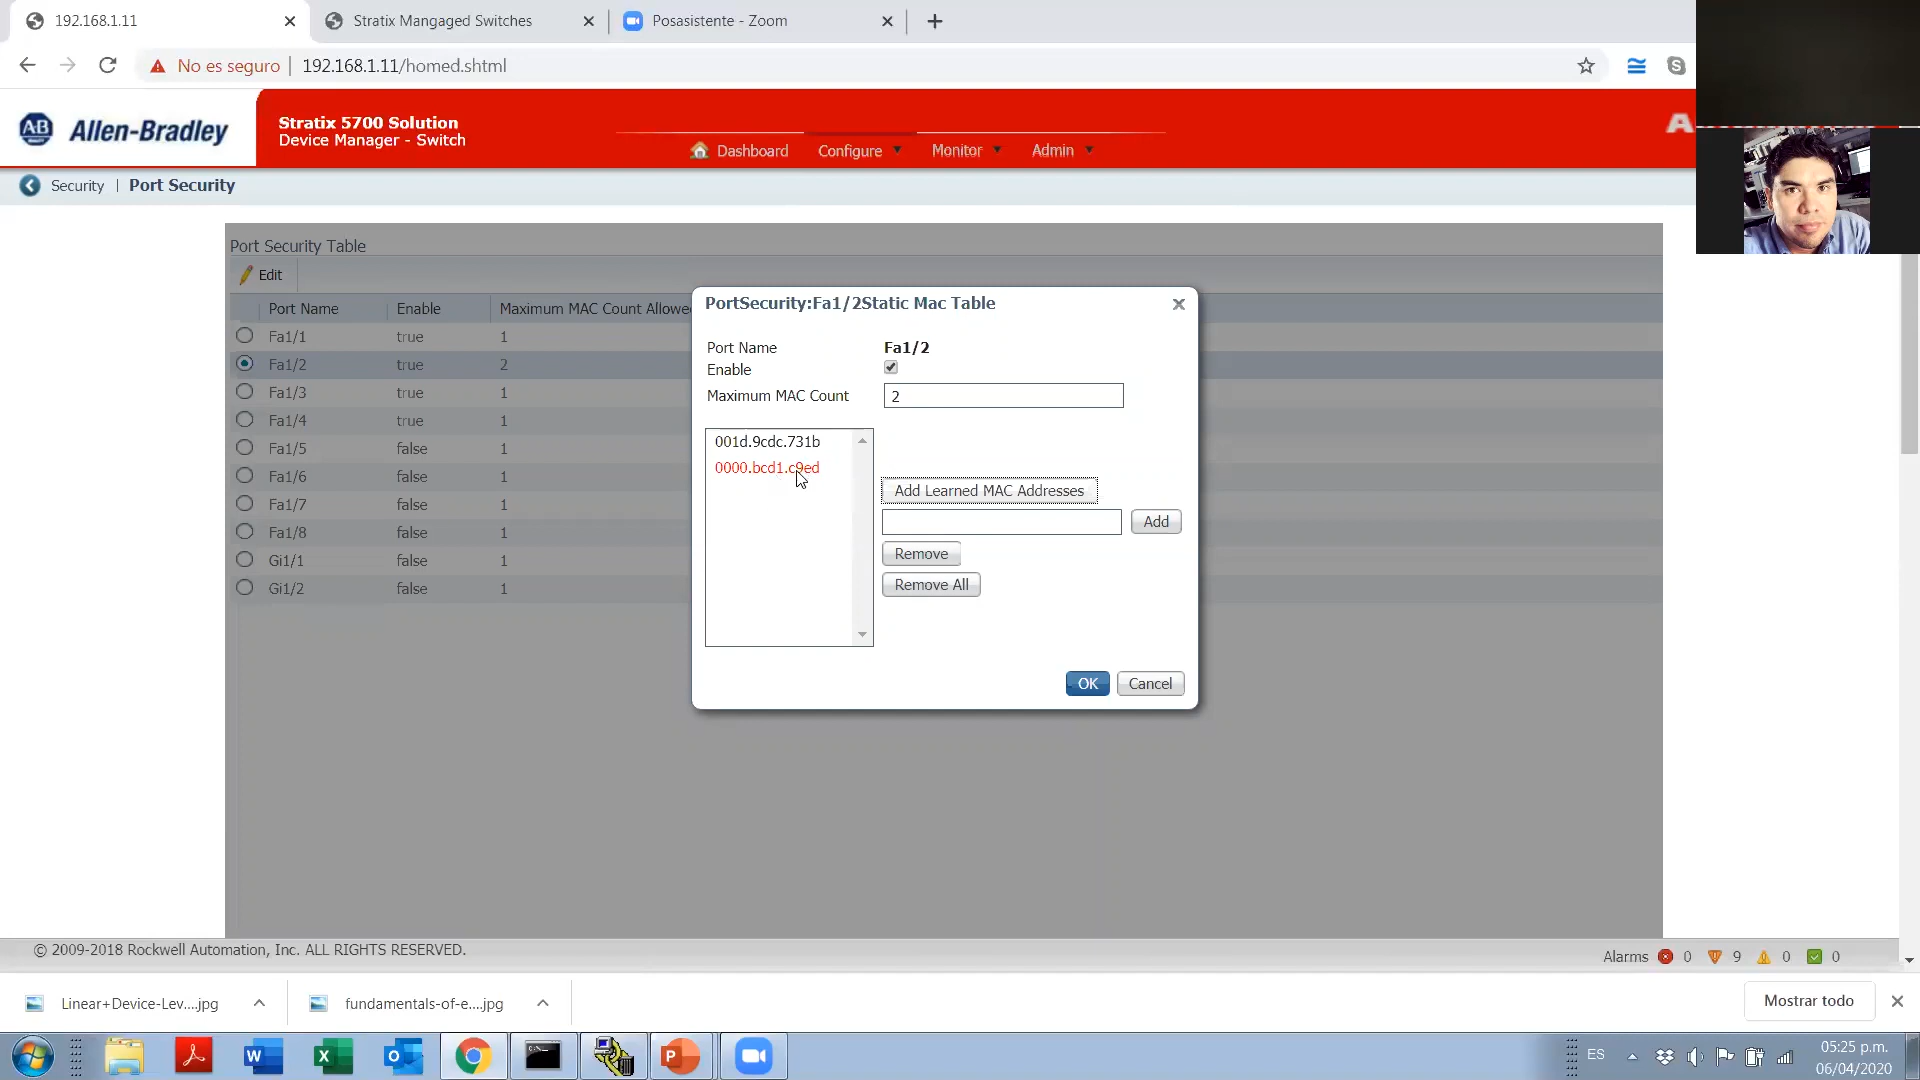 192.168.1.11
Stratix Mangaged Switches
Posasistente - Zoom
No es seguro | 192.168.1.11/homed.shtml
AB Allen-Bradley
Stratix 5700 Solution
Device Manager - Switch
Dashboard Configure Monitor Admin
Security | Port Security
Port Security Table
Edit
Port Name Enable Maximum MAC Count Allowe
Fa1/1 true 1
Fa1/2 true 2
Fa1/3 true 1
Fa1/4 true 1
Fa1/5 false 1
Fa1/6 false 1
Fa1/7 false 1
Fa1/8 false 1
Gi1/1 false 1
Gi1/2 false 1
PortSecurity:Fa1/2Static Mac Table
Port Name Fa1/2
Enable
Maximum MAC Count 2
001d.9cdc.731b
0000.bcd1.c9ed
Add Learned MAC Addresses
Add
Remove
Remove All
OK Cancel
© 2009-2018 Rockwell Automation, Inc. ALL RIGHTS RESERVED.
Alarms 0 9 0 0
Linear+Device-Lev....jpg
fundamentals-of-e....jpg
Mostrar todo
ES
05:25 p.m.
06/04/2020